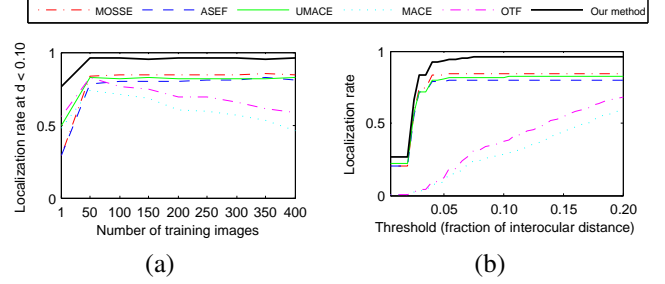 MOSSE ASEF UMACE MACE OTF Our method
Localization rate at d < 0.10
1
0.5
0
1 50 100 150 200 250 300 350 400
Number of training images
(a)
Localization rate
1
0.5
0
0.05 0.10 0.15 0.20
Threshold (fraction of interocular distance)
(b)